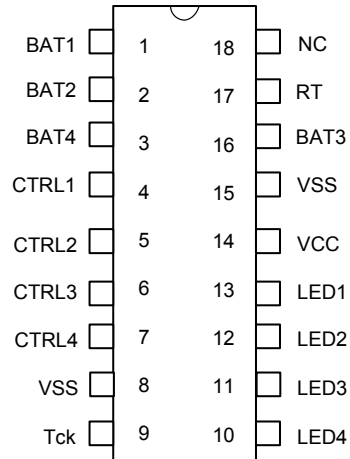 BAT1 1 18 NC
BAT2 2 17 RT
BAT4 3 16 BAT3
CTRL1 4 15 VSS
CTRL2 5 14 VCC
CTRL3 6 13 LED1
CTRL4 7 12 LED2
VSS 8 11 LED3
Tck 9 10 LED4